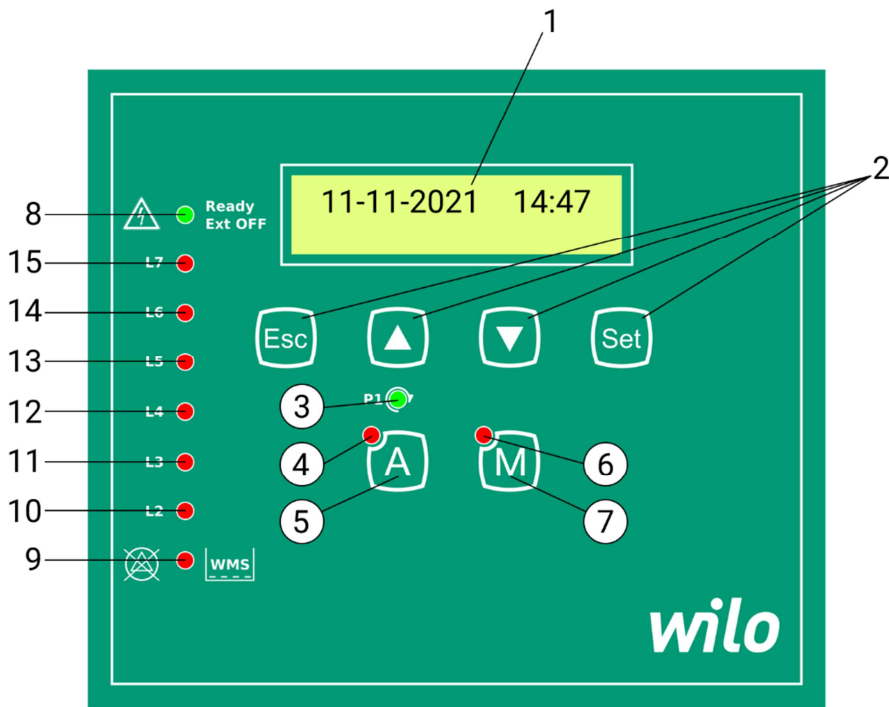 1
11-11-2021 14:47
2
8 Ready
Ext OFF
15 L7
14 L6
Esc Set
13 L5
P1
3
12 L4
4 A M 6
11 L3
5 7
10 L2
9 WMS
wilo